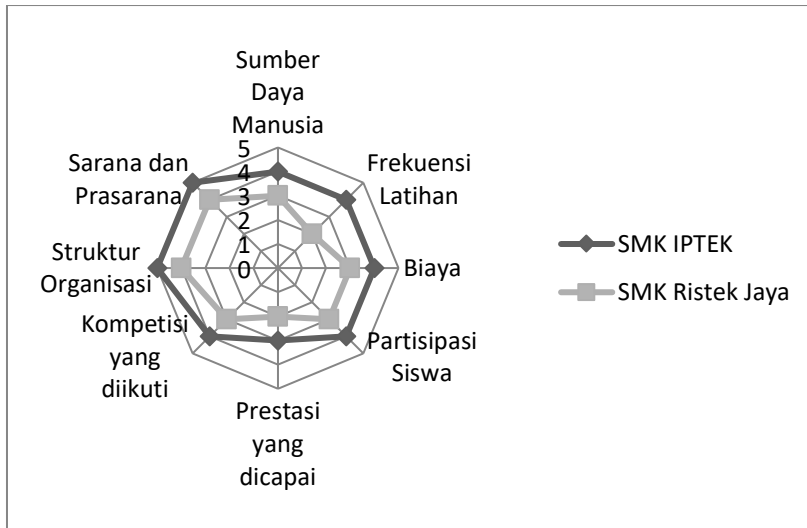 Sumber
Daya
Manusia
Frekuensi
Latihan
Biaya
Partisipasi
Siswa
Prestasi
yang
dicapai
Kompetisi
yang
diikuti
Struktur
Organisasi
Sarana dan
Prasarana
5
4
3
2
1
0
SMK IPTEK
SMK Ristek Jaya